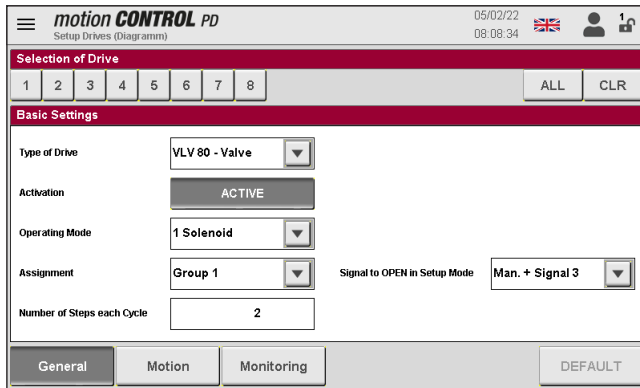 motion CONTROL PD
Setup Drives (Diagramm)
05/02/22
08:08:34
1
Selection of Drive
1 2 3 4 5 6 7 8 ALL CLR
Basic Settings
Type of Drive VLV 80 - Valve
Activation ACTIVE
Operating Mode 1 Solenoid
Assignment Group 1 Signal to OPEN in Setup Mode Man. + Signal 3
Number of Steps each Cycle 2
General Motion Monitoring DEFAULT